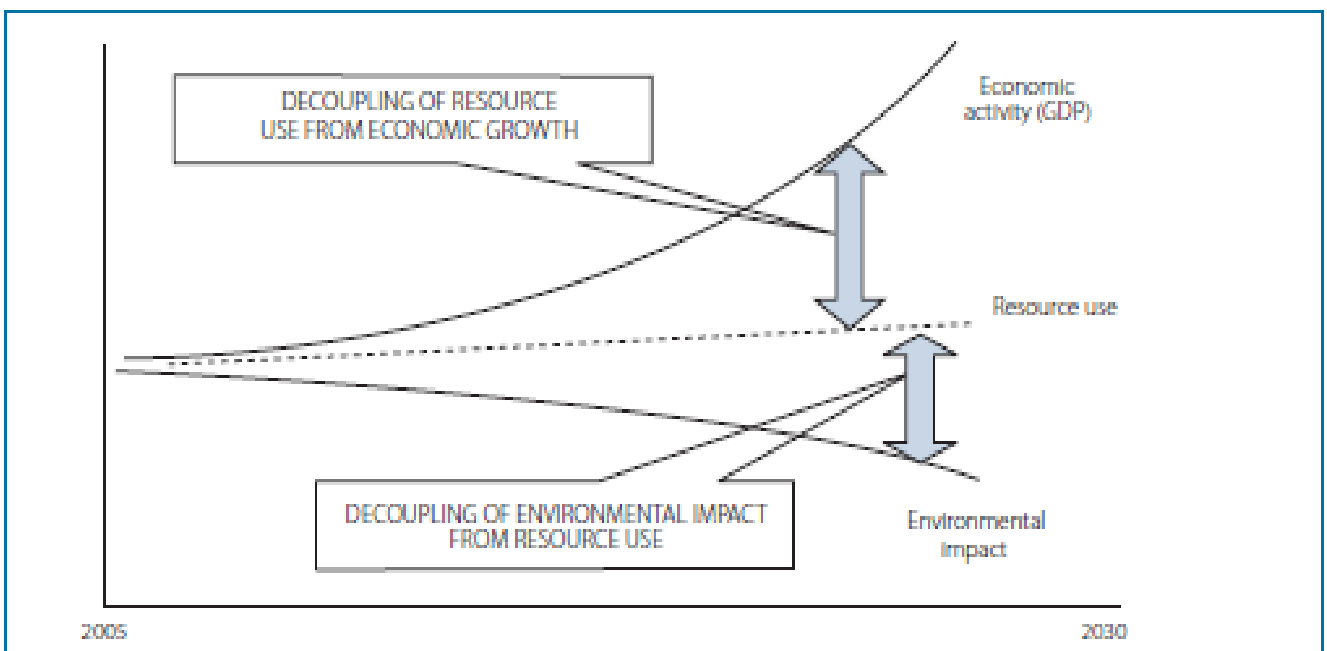 DECOUPLING OF RESOURCE
USE FROM ECONOMIC GROWTH
Economic
activity (GDP)
Resource use
DECOUPLING OF ENVIRONMENTAL IMPACT
FROM RESOURCE USE
Environmental
impact
2005
2030